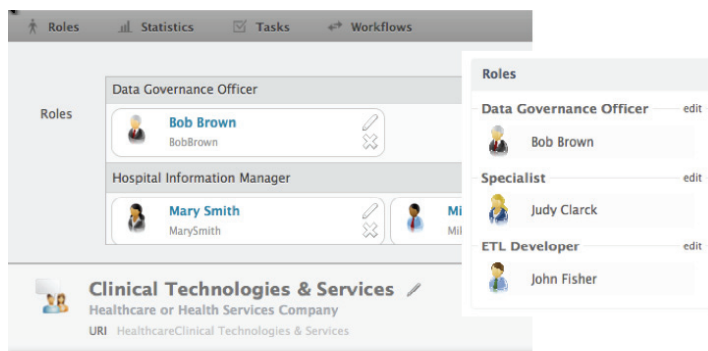 Roles Statistics Tasks Workflows
Data Governance Officer
Roles
Bob Brown
BobBrown
Hospital Information Manager
Mary Smith
MarySmith
Mi
Mil
Clinical Technologies & Services
Healthcare or Health Services Company
URI HealthcareClinical Technologies & Services
Roles
Data Governance Officer edit
Bob Brown
Specialist edit
Judy Clarck
ETL Developer edit
John Fisher